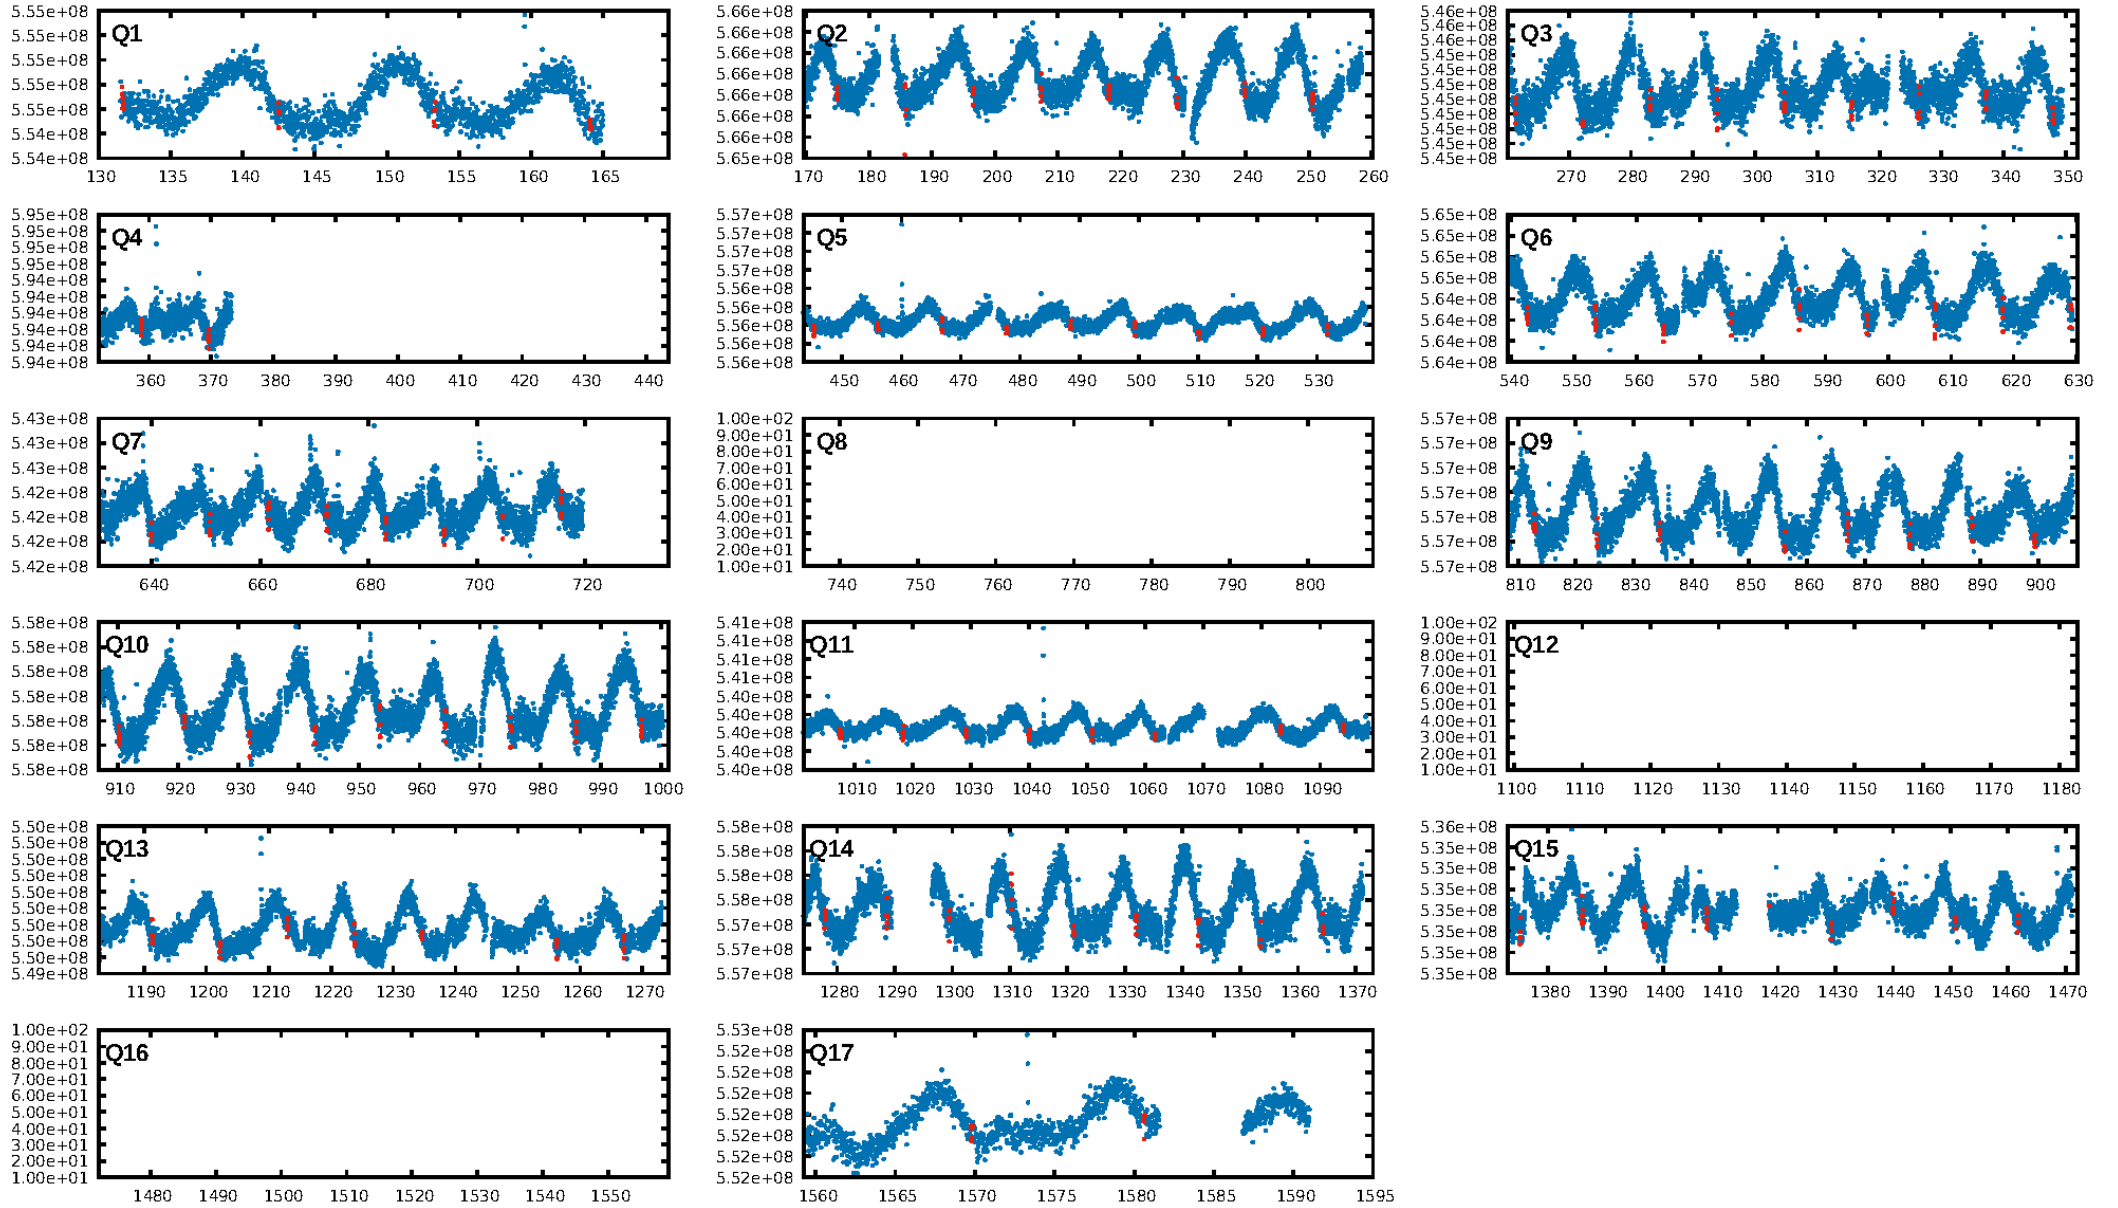 5.55e+08
5.55e+08
5.55e+08
5.55e+08
5.55e+08
5.54e+08
5.54e+08
Q1
130 135 140 145 150 155 160 165
5.66e+08
5.66e+08
5.66e+08
5.66e+08
5.66e+08
5.66e+08
5.66e+08
5.65e+08
Q2
170 180 190 200 210 220 230 240 250 260
5.46e+08
5.46e+08
5.46e+08
5.45e+08
5.45e+08
5.45e+08
5.45e+08
5.45e+08
5.45e+08
5.45e+08
5.45e+08
Q3
270 280 290 300 310 320 330 340 350
5.95e+08
5.95e+08
5.95e+08
5.95e+08
5.94e+08
5.94e+08
5.94e+08
5.94e+08
5.94e+08
5.94e+08
Q4
360 370 380 390 400 410 420 430 440
5.57e+08
5.57e+08
5.57e+08
5.57e+08
5.56e+08
5.56e+08
5.56e+08
5.56e+08
5.56e+08
Q5
450 460 470 480 490 500 510 520 530
5.65e+08
5.65e+08
5.65e+08
5.65e+08
5.64e+08
5.64e+08
5.64e+08
5.64e+08
Q6
540 550 560 570 580 590 600 610 620 630
5.43e+08
5.43e+08
5.43e+08
5.42e+08
5.42e+08
5.42e+08
5.42e+08
Q7
640 660 680 700 720
1.00e+02
9.00e+01
8.00e+01
7.00e+01
6.00e+01
5.00e+01
4.00e+01
3.00e+01
2.00e+01
1.00e+01
Q8
740 750 760 770 780 790 800
5.57e+08
5.57e+08
5.57e+08
5.57e+08
5.57e+08
5.57e+08
5.57e+08
Q9
810 820 830 840 850 860 870 880 890 900
5.58e+08
5.58e+08
5.58e+08
5.58e+08
5.58e+08
5.58e+08
5.58e+08
Q10
910 920 930 940 950 960 970 980 990 1000
5.41e+08
5.41e+08
5.41e+08
5.41e+08
5.40e+08
5.40e+08
5.40e+08
5.40e+08
5.40e+08
Q11
1010 1020 1030 1040 1050 1060 1070 1080 1090
1.00e+02
9.00e+01
8.00e+01
7.00e+01
6.00e+01
5.00e+01
4.00e+01
3.00e+01
2.00e+01
1.00e+01
Q12
1100 1110 1120 1130 1140 1150 1160 1170 1180
5.50e+08
5.50e+08
5.50e+08
5.50e+08
5.50e+08
5.50e+08
5.50e+08
5.50e+08
5.50e+08
5.49e+08
Q13
1190 1200 1210 1220 1230 1240 1250 1260 1270
5.58e+08
5.58e+08
5.58e+08
5.58e+08
5.57e+08
5.57e+08
5.57e+08
Q14
1280 1290 1300 1310 1320 1330 1340 1350 1360 1370
5.36e+08
5.35e+08
5.35e+08
5.35e+08
5.35e+08
5.35e+08
5.35e+08
5.35e+08
Q15
1380 1390 1400 1410 1420 1430 1440 1450 1460 1470
1.00e+02
9.00e+01
8.00e+01
7.00e+01
6.00e+01
5.00e+01
4.00e+01
3.00e+01
2.00e+01
1.00e+01
Q16
1480 1490 1500 1510 1520 1530 1540 1550
5.53e+08
5.52e+08
5.52e+08
5.52e+08
5.52e+08
5.52e+08
5.52e+08
5.52e+08
Q17
1560 1565 1570 1575 1580 1585 1590 1595